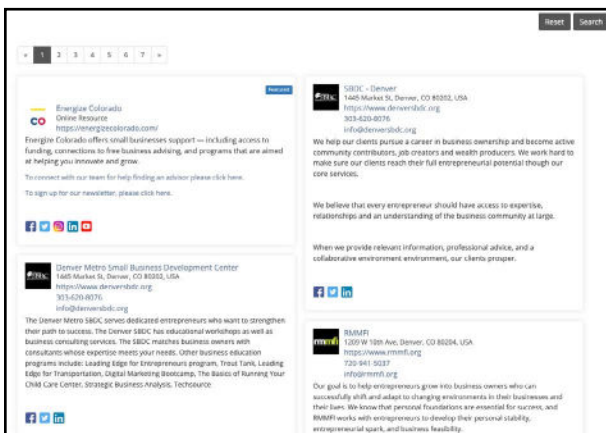 Reset Search
« 1 2 3 4 5 6 7 »
Featured
CO
Energize Colorado
Online Resource
https://energizecolorado.com/
Energize Colorado offers small businesses support — including access to
funding, connections to free business advising, and programs that are aimed
at helping you innovate and grow.
To connect with our team for help finding an advisor please click here.
To sign up for our newsletter, please click here.
Denver Metro Small Business Development Center
1445 Market St, Denver, CO 80202, USA
https://www.denversbdc.org
303-620-8076
info@denversbdc.org
The Denver Metro SBDC serves dedicated entrepreneurs who want to strengthen
their path to success. The Denver SBDC has educational workshops as well as
business consulting services. The SBDC matches business owners with
consultants whose expertise meets your needs. Other business education
programs include: Leading Edge for Entrepreneurs program, Trout Tank, Leading
Edge for Transportation, Digital Marketing Bootcamp, The Basics of Running Your
Child Care Center, Strategic Business Analysis, Techsource
SBDC - Denver
1445 Market St, Denver, CO 80202, USA
https://www.denversbdc.org
303-620-8076
info@denversbdc.org
We help our clients pursue a career in business ownership and become active
community contributors, job creators and wealth producers. We work hard to
make sure our clients reach their full entrepreneurial potential though our
core services.
We believe that every entrepreneur should have access to expertise,
relationships and an understanding of the business community at large.
When we provide relevant information, professional advice, and a
collaborative environment environment, our clients prosper.
rmmfi
RMMFI
1209 W 10th Ave, Denver, CO 80204, USA
https://www.rmmfi.org
720-941-5037
info@rmmfi.org
Our goal is to help entrepreneurs grow into business owners who can
successfully shift and adapt to changing environments in their businesses and
their lives. We know that personal foundations are essential for success, and
RMMFI works with entrepreneurs to develop their personal stability,
entrepreneurial spark, and business feasibility.